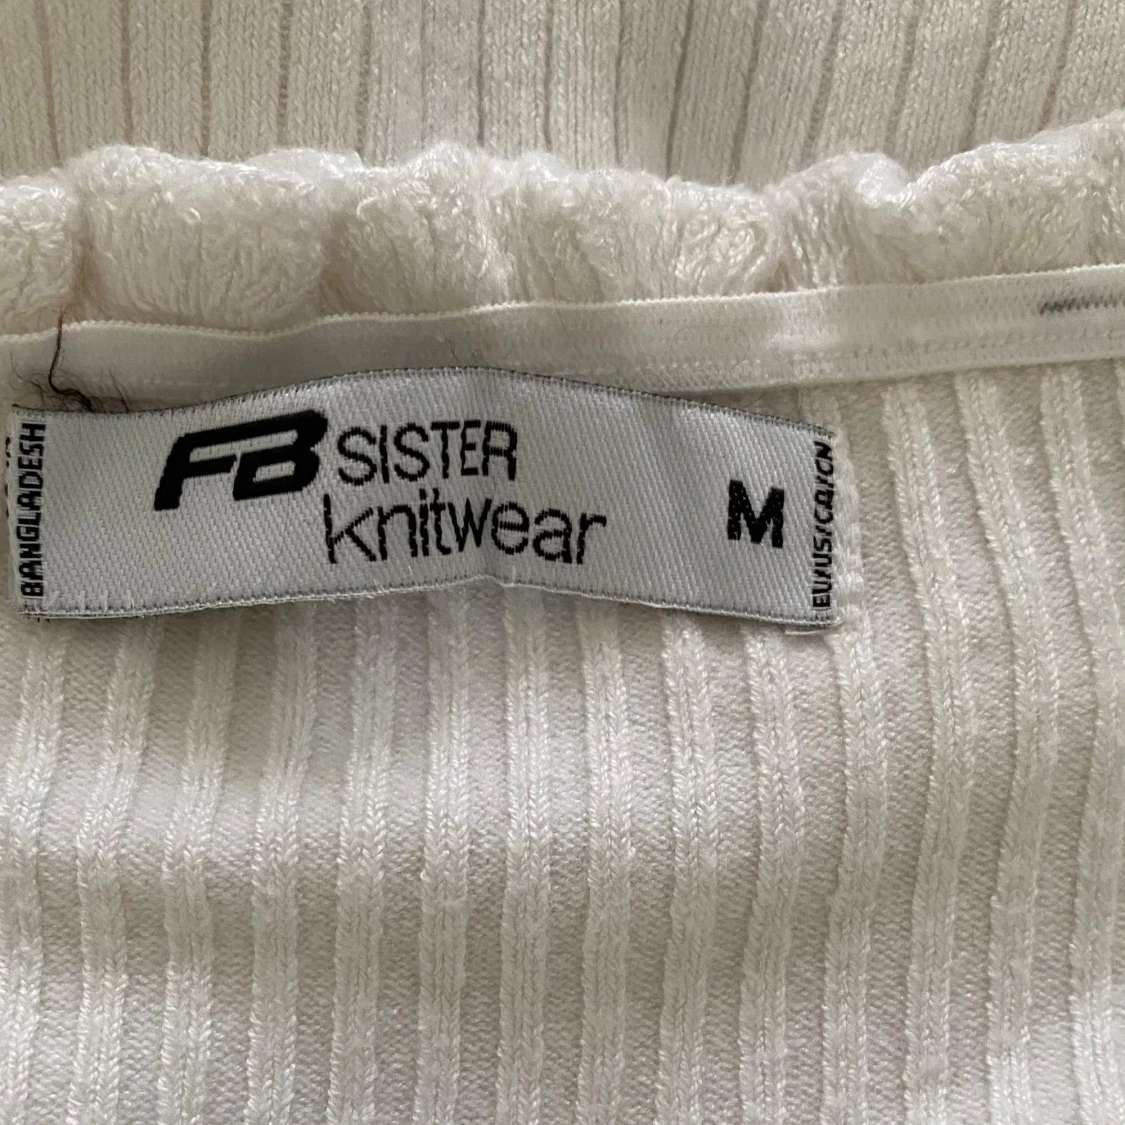 BANGLADESH
FB SISTER
knitwear
M
EU/US/CA/CN